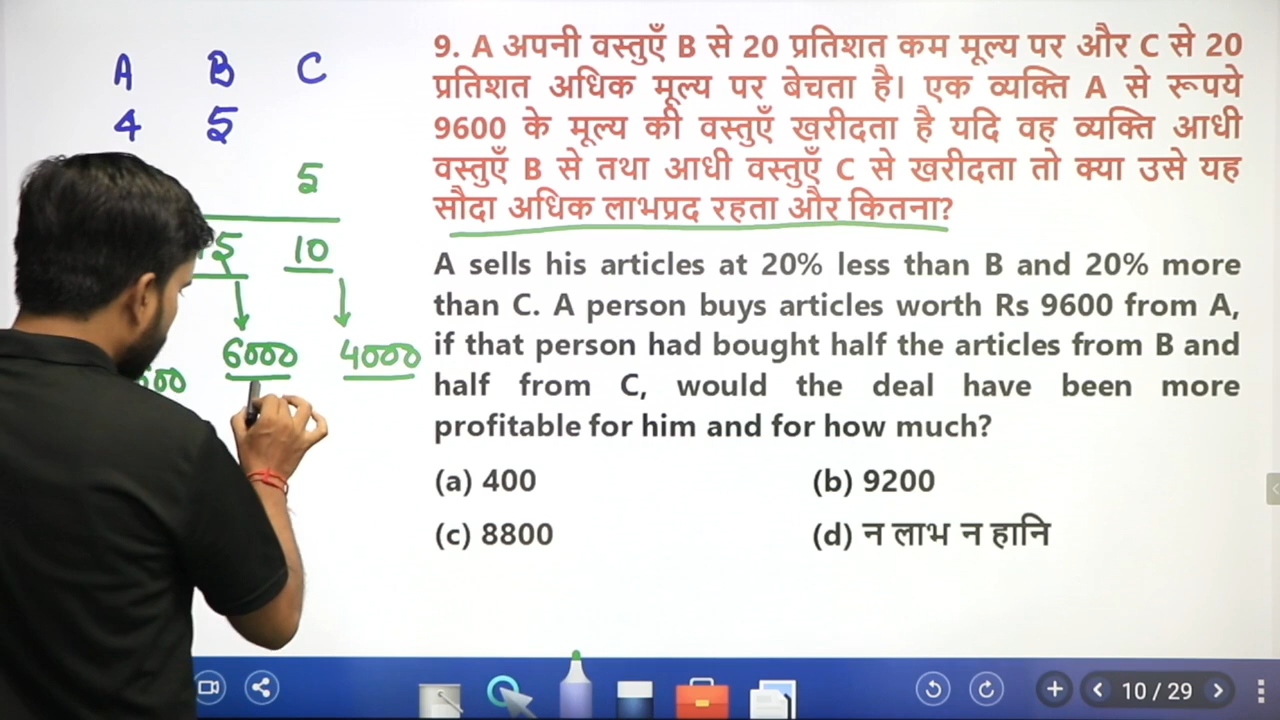 A B C
4 5
5
15 10
6000 4000
9. A अपनी वस्तुएँ B से 20 प्रतिशत कम मूल्य पर और C से 20
प्रतिशत अधिक मूल्य पर बेचता है। एक व्यक्ति A से रूपये
9600 के मूल्य की वस्तुएँ खरीदता है यदि वह व्यक्ति आधी
वस्तुएँ B से तथा आधी वस्तुएँ C से खरीदता तो क्या उसे यह
सौदा अधिक लाभप्रद रहता और कितना?
A sells his articles at 20% less than B and 20% more
than C. A person buys articles worth Rs 9600 from A,
if that person had bought half the articles from B and
half from C, would the deal have been more
profitable for him and for how much?
(a) 400
(b) 9200
(c) 8800
(d) न लाभ न हानि
10 / 29